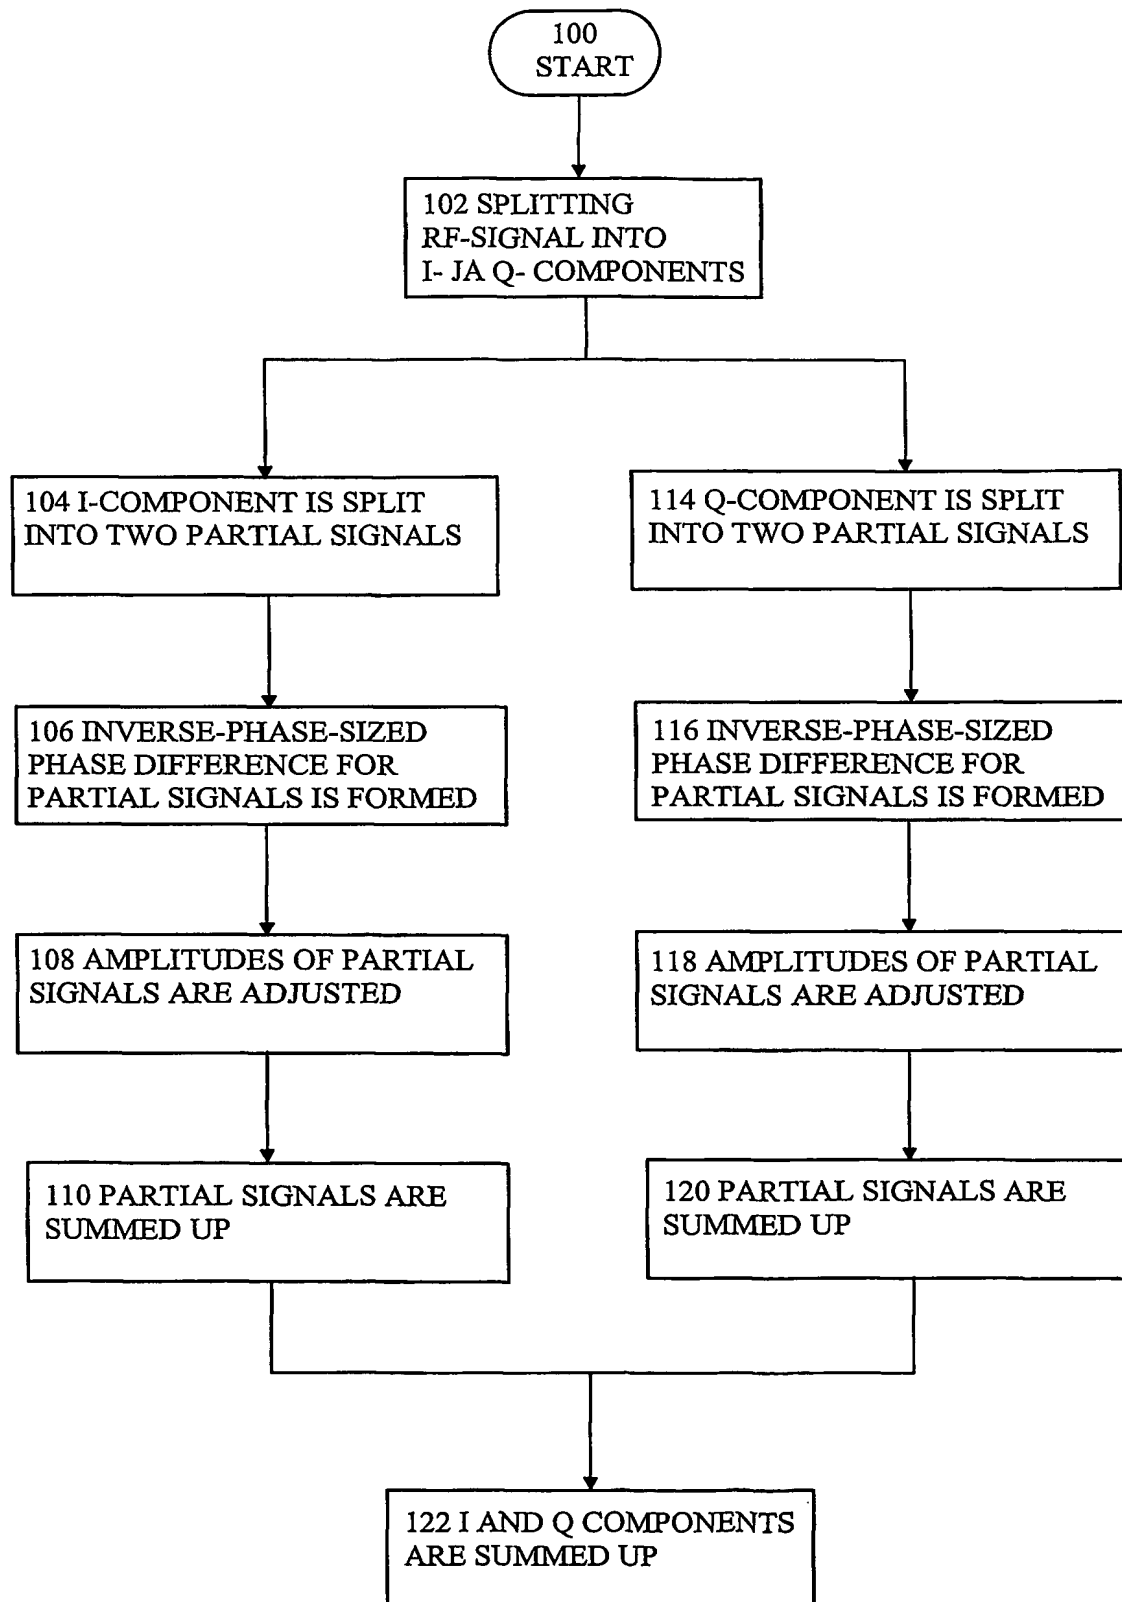 100
START
102 SPLITTING
RF-SIGNAL INTO
I- JA Q- COMPONENTS
104 I-COMPONENT IS SPLIT
INTO TWO PARTIAL SIGNALS
114 Q-COMPONENT IS SPLIT
INTO TWO PARTIAL SIGNALS
106 INVERSE-PHASE-SIZED
PHASE DIFFERENCE FOR
PARTIAL SIGNALS IS FORMED
116 INVERSE-PHASE-SIZED
PHASE DIFFERENCE FOR
PARTIAL SIGNALS IS FORMED
108 AMPLITUDES OF PARTIAL
SIGNALS ARE ADJUSTED
118 AMPLITUDES OF PARTIAL
SIGNALS ARE ADJUSTED
110 PARTIAL SIGNALS ARE
SUMMED UP
120 PARTIAL SIGNALS ARE
SUMMED UP
122 I AND Q COMPONENTS
ARE SUMMED UP